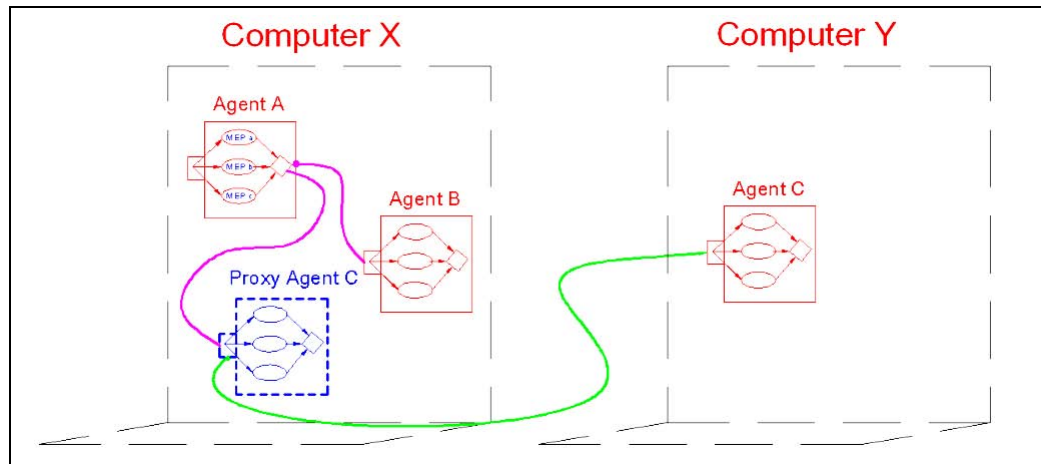 Computer X
Computer Y
Agent A
MEP a
MEP b
MEP c
Agent B
Agent C
Proxy Agent C